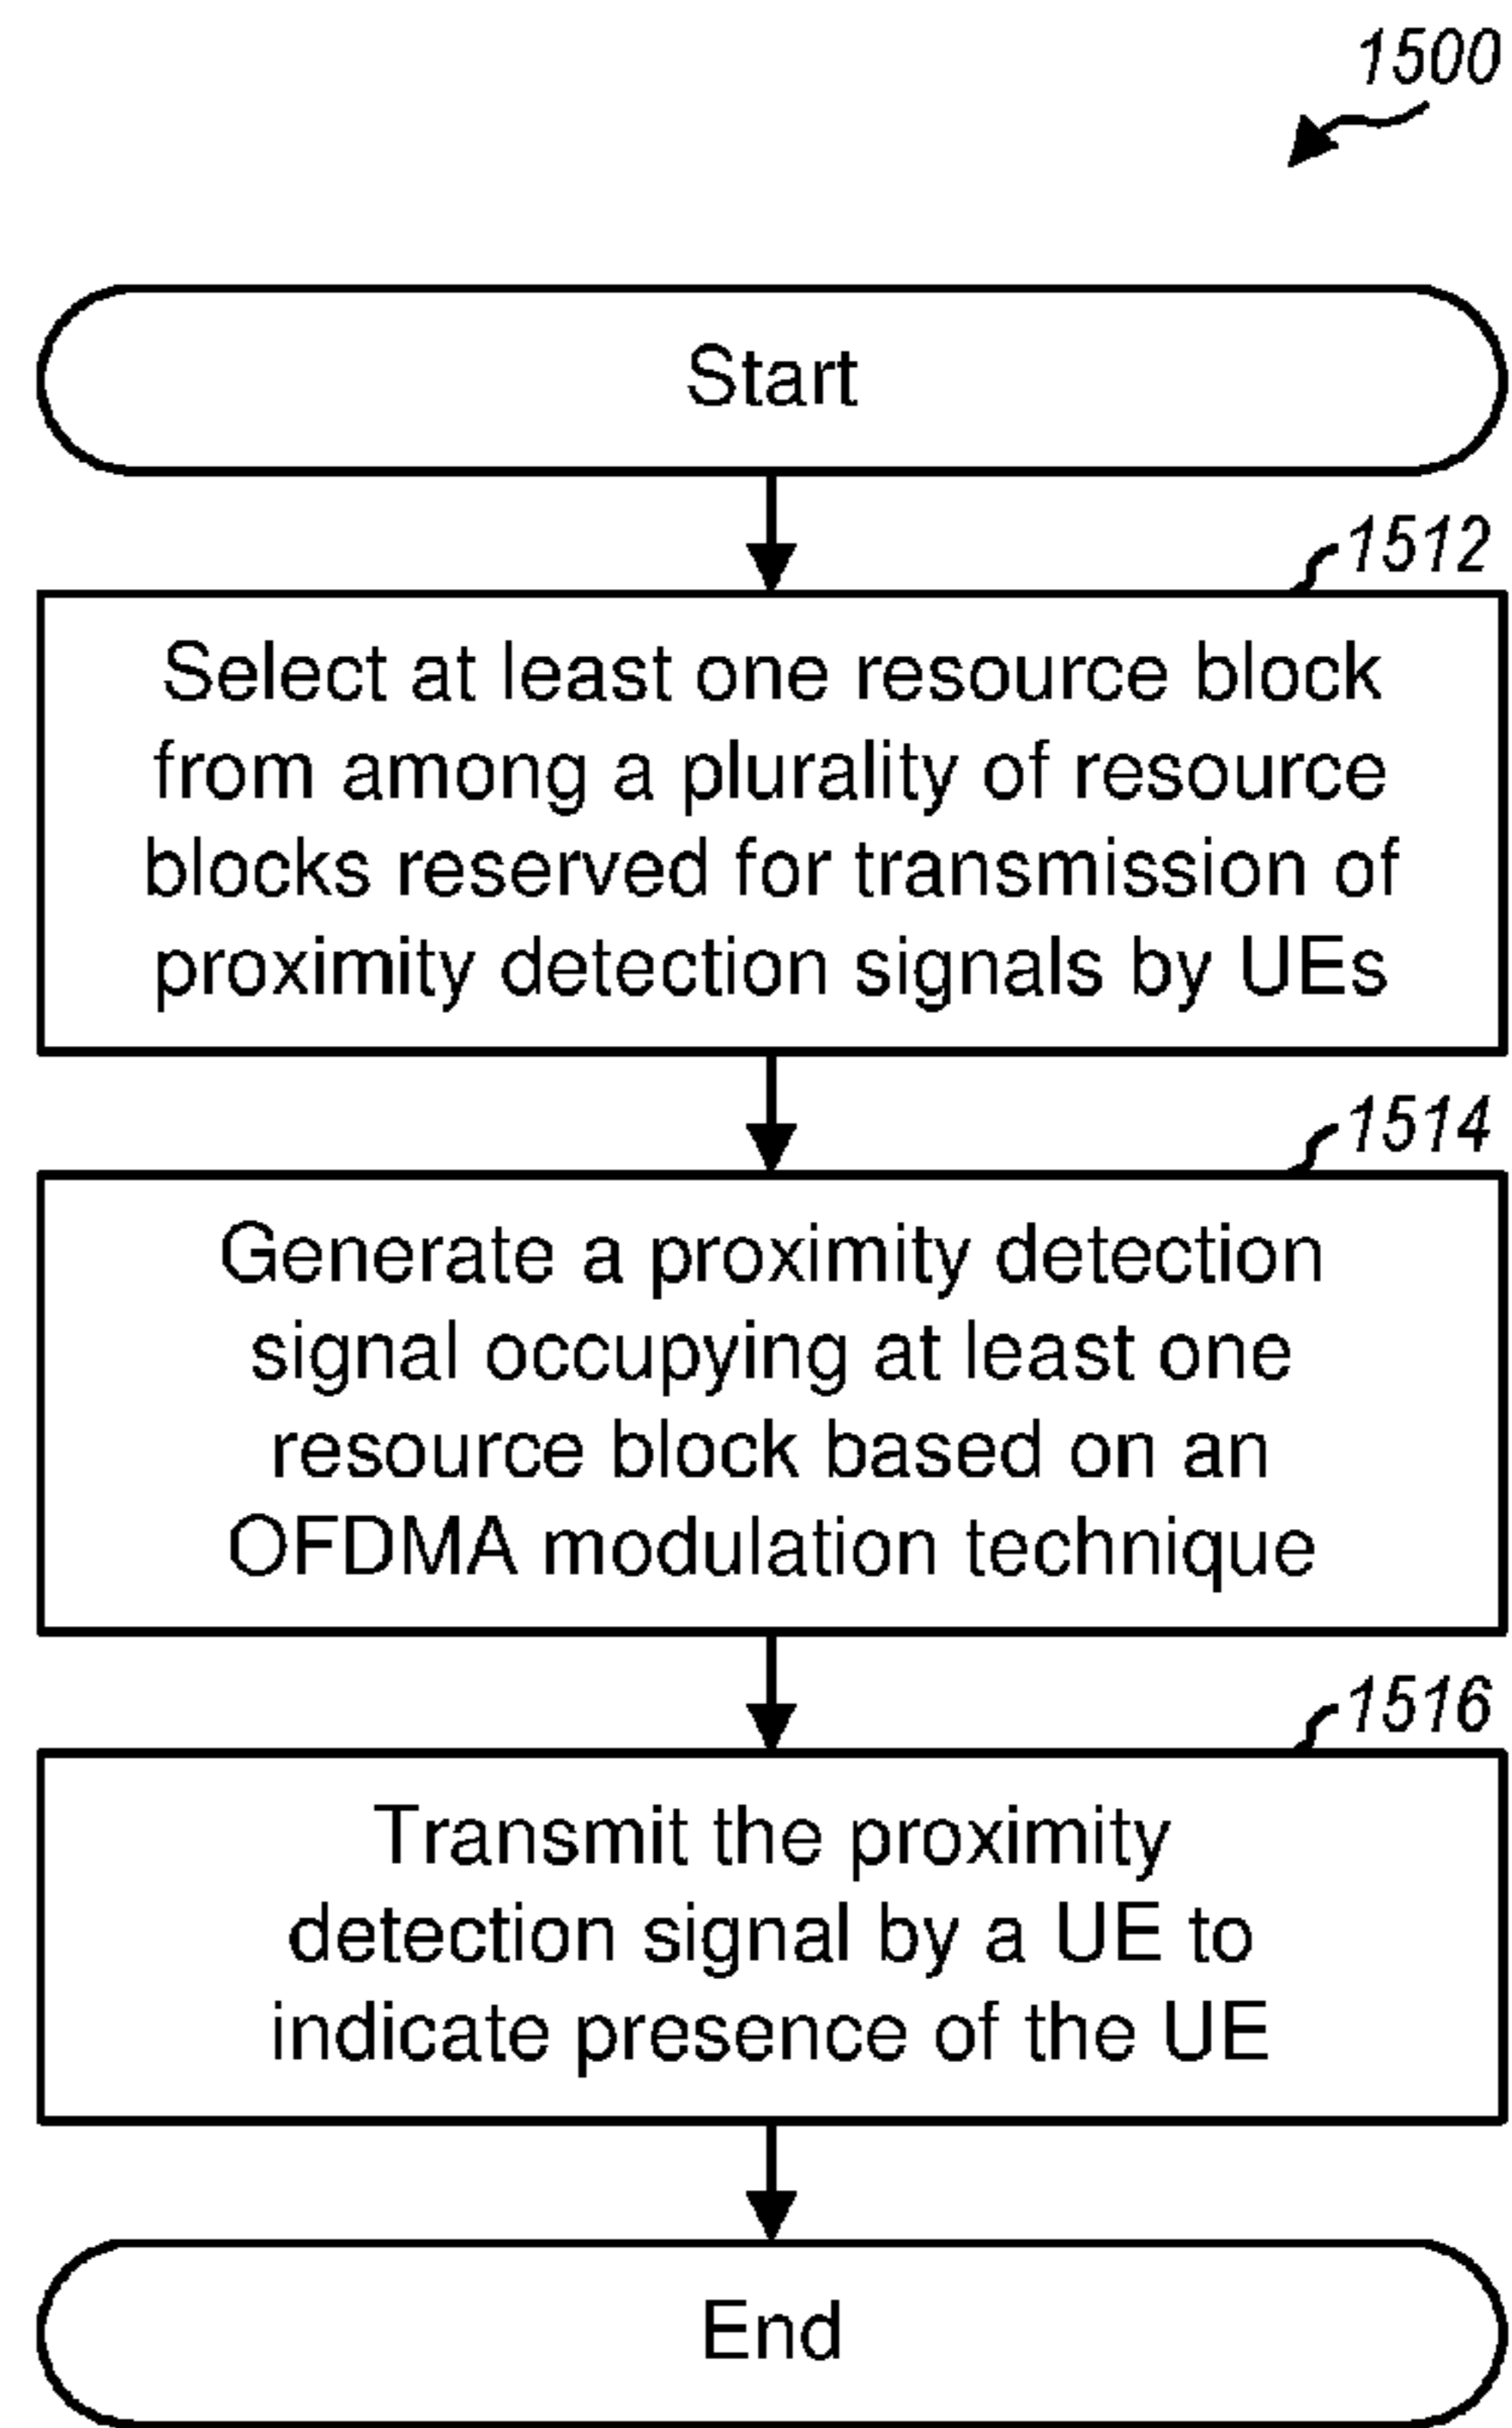 1500
Start
1512
Select at least one resource block
from among a plurality of resource
blocks reserved for transmission of
proximity detection signals by UEs
1514
Generate a proximity detection
signal occupying at least one
resource block based on an
OFDMA modulation technique
1516
Transmit the proximity
detection signal by a UE to
indicate presence of the UE
End